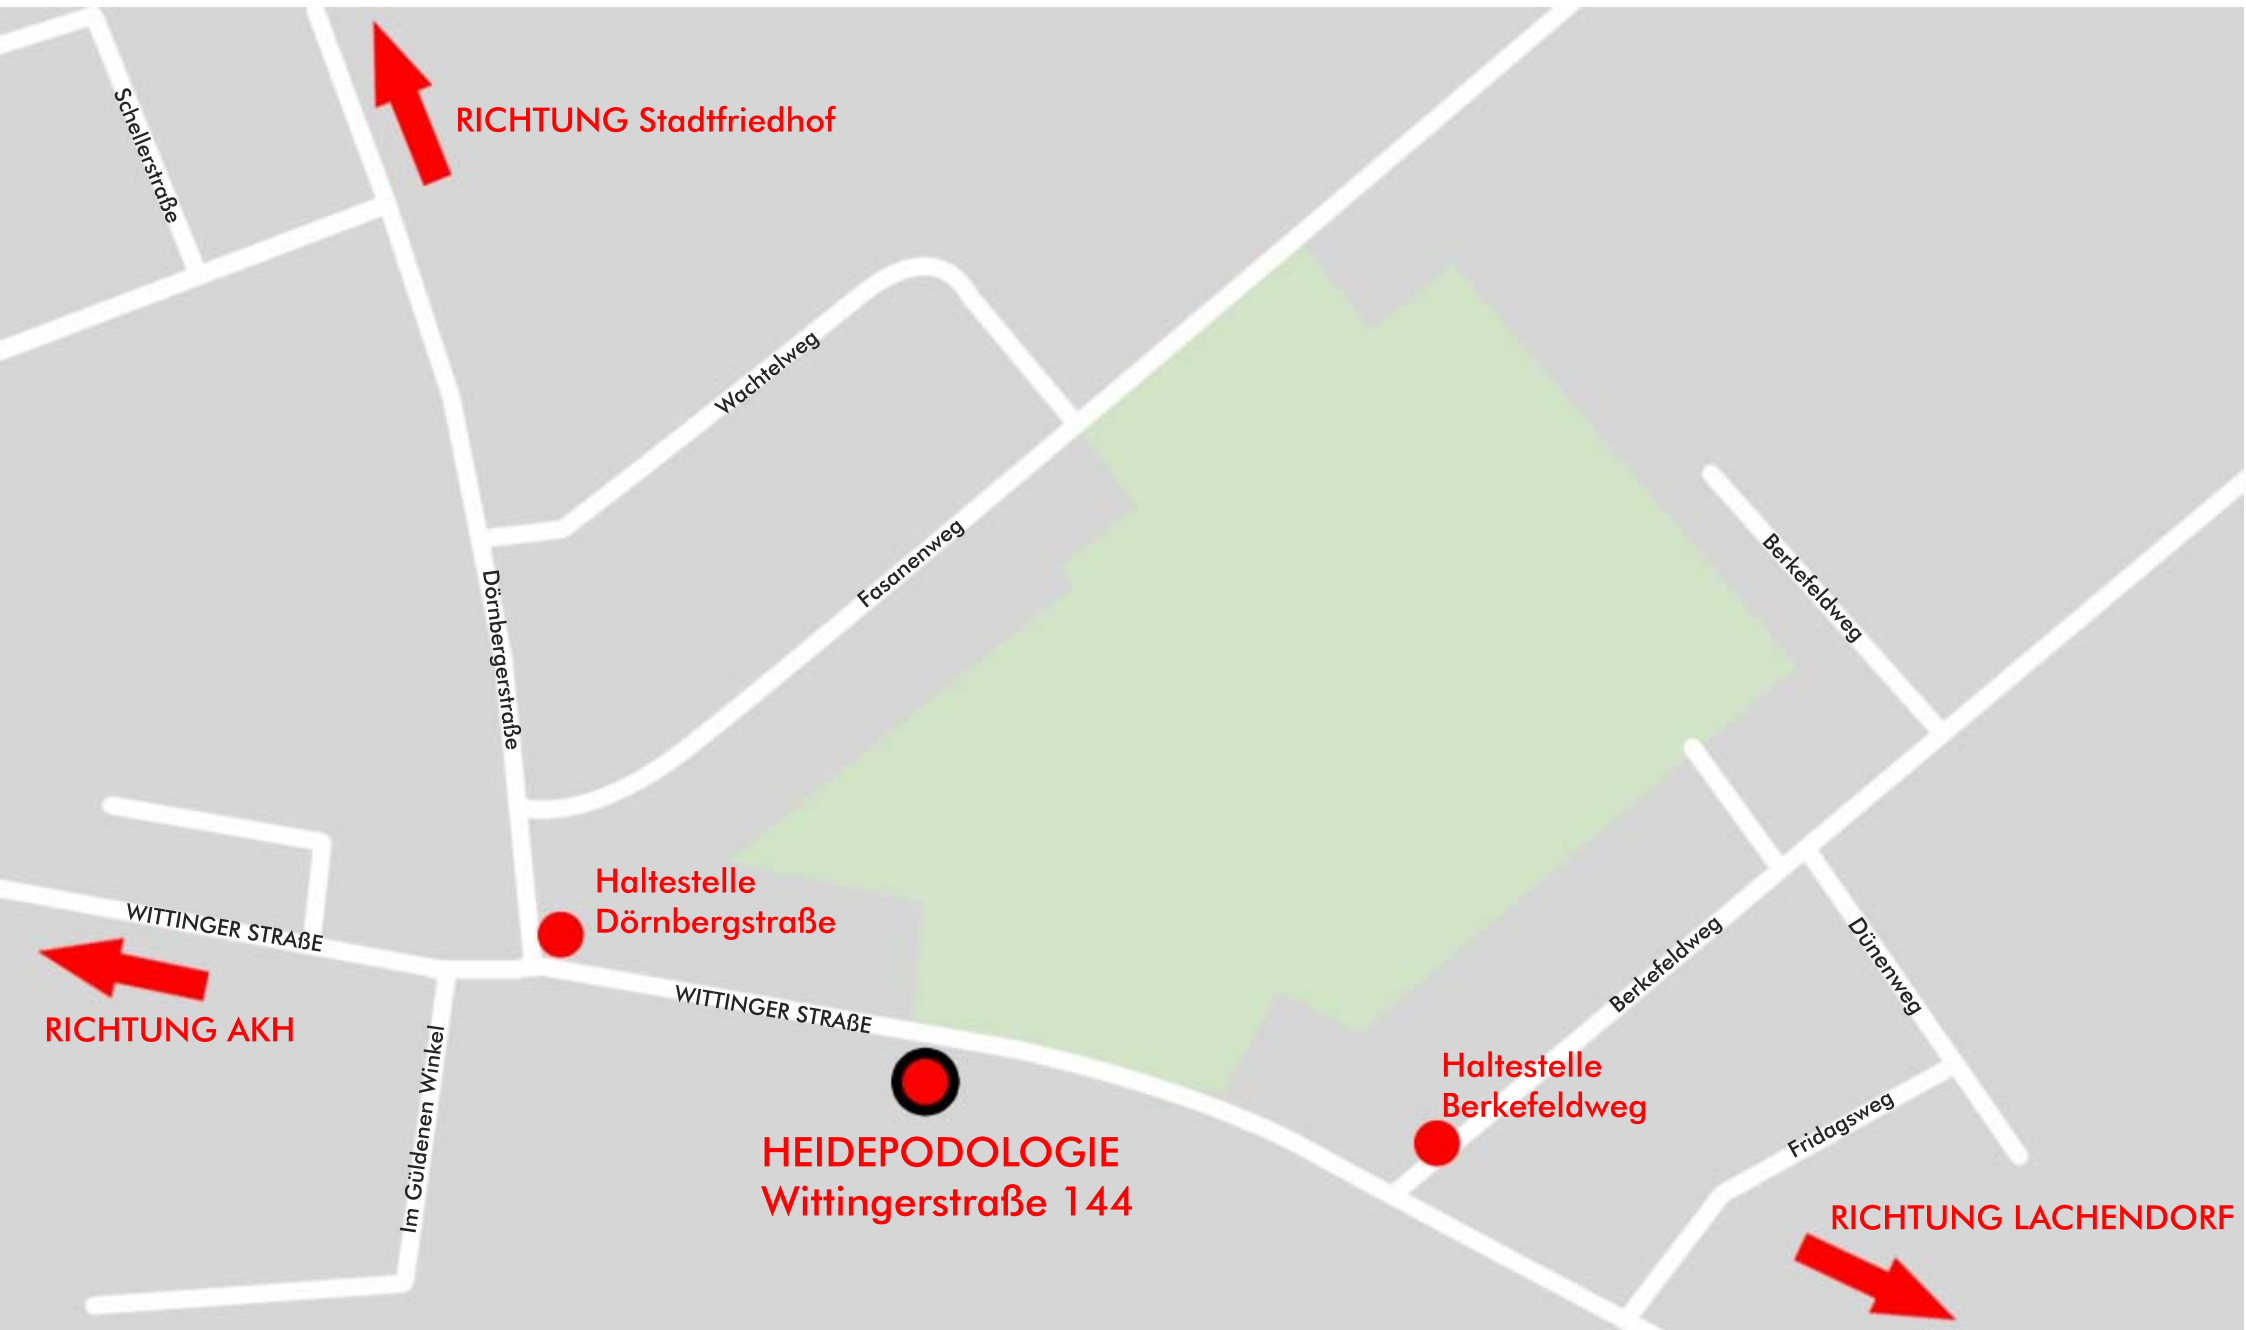 Schellerstraße
RICHTUNG Stadtfriedhof
Wachtelweg
Fasanenweg
Berkefeldweg
Dörnbergerstraße
Haltestelle
Dörnbergstraße
WITTINGER STRAßE
RICHTUNG AKH
WITTINGER STRAßE
Im Güldenen Winkel
HEIDEPODOLOGIE
Wittingerstraße 144
Berkefeldweg
Dünenweg
Haltestelle
Berkefeldweg
Fridagsweg
RICHTUNG LACHENDORF